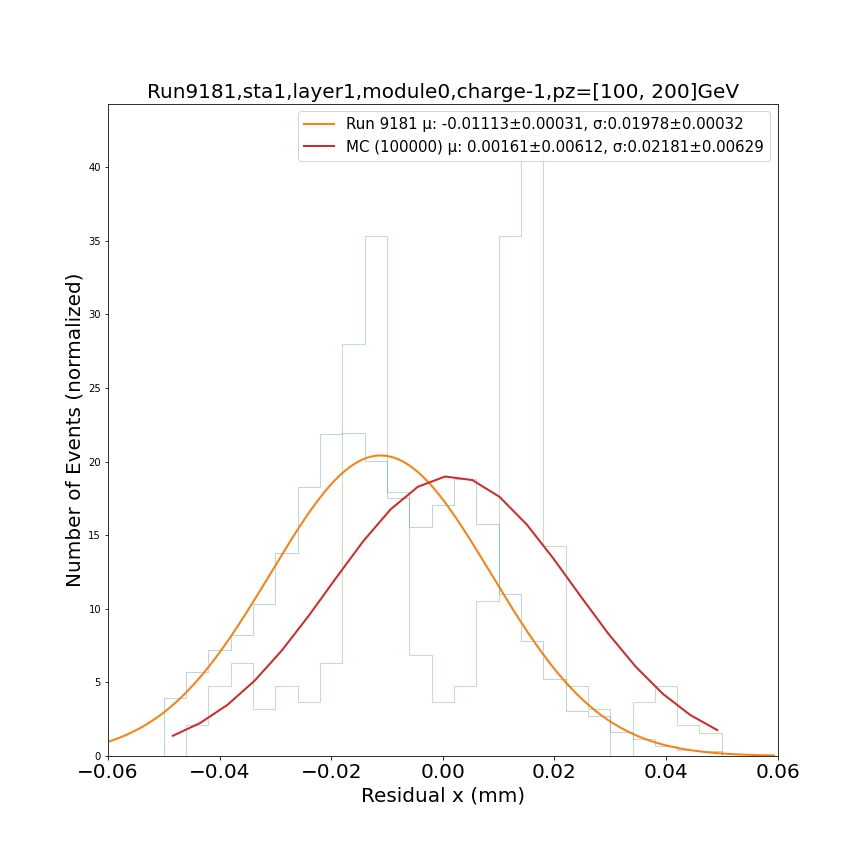 Run9181,sta1,layer1,module0,charge-1,pz=[100, 200]GeV
Run 9181 μ: -0.01113±0.00031, σ:0.01978±0.00032
MC (100000) μ: 0.00161±0.00612, σ:0.02181±0.00629
Number of Events (normalized)
40
35
30
25
20
15
10
5
0
−0.06 −0.04 −0.02 0.00 0.02 0.04 0.06
Residual x (mm)